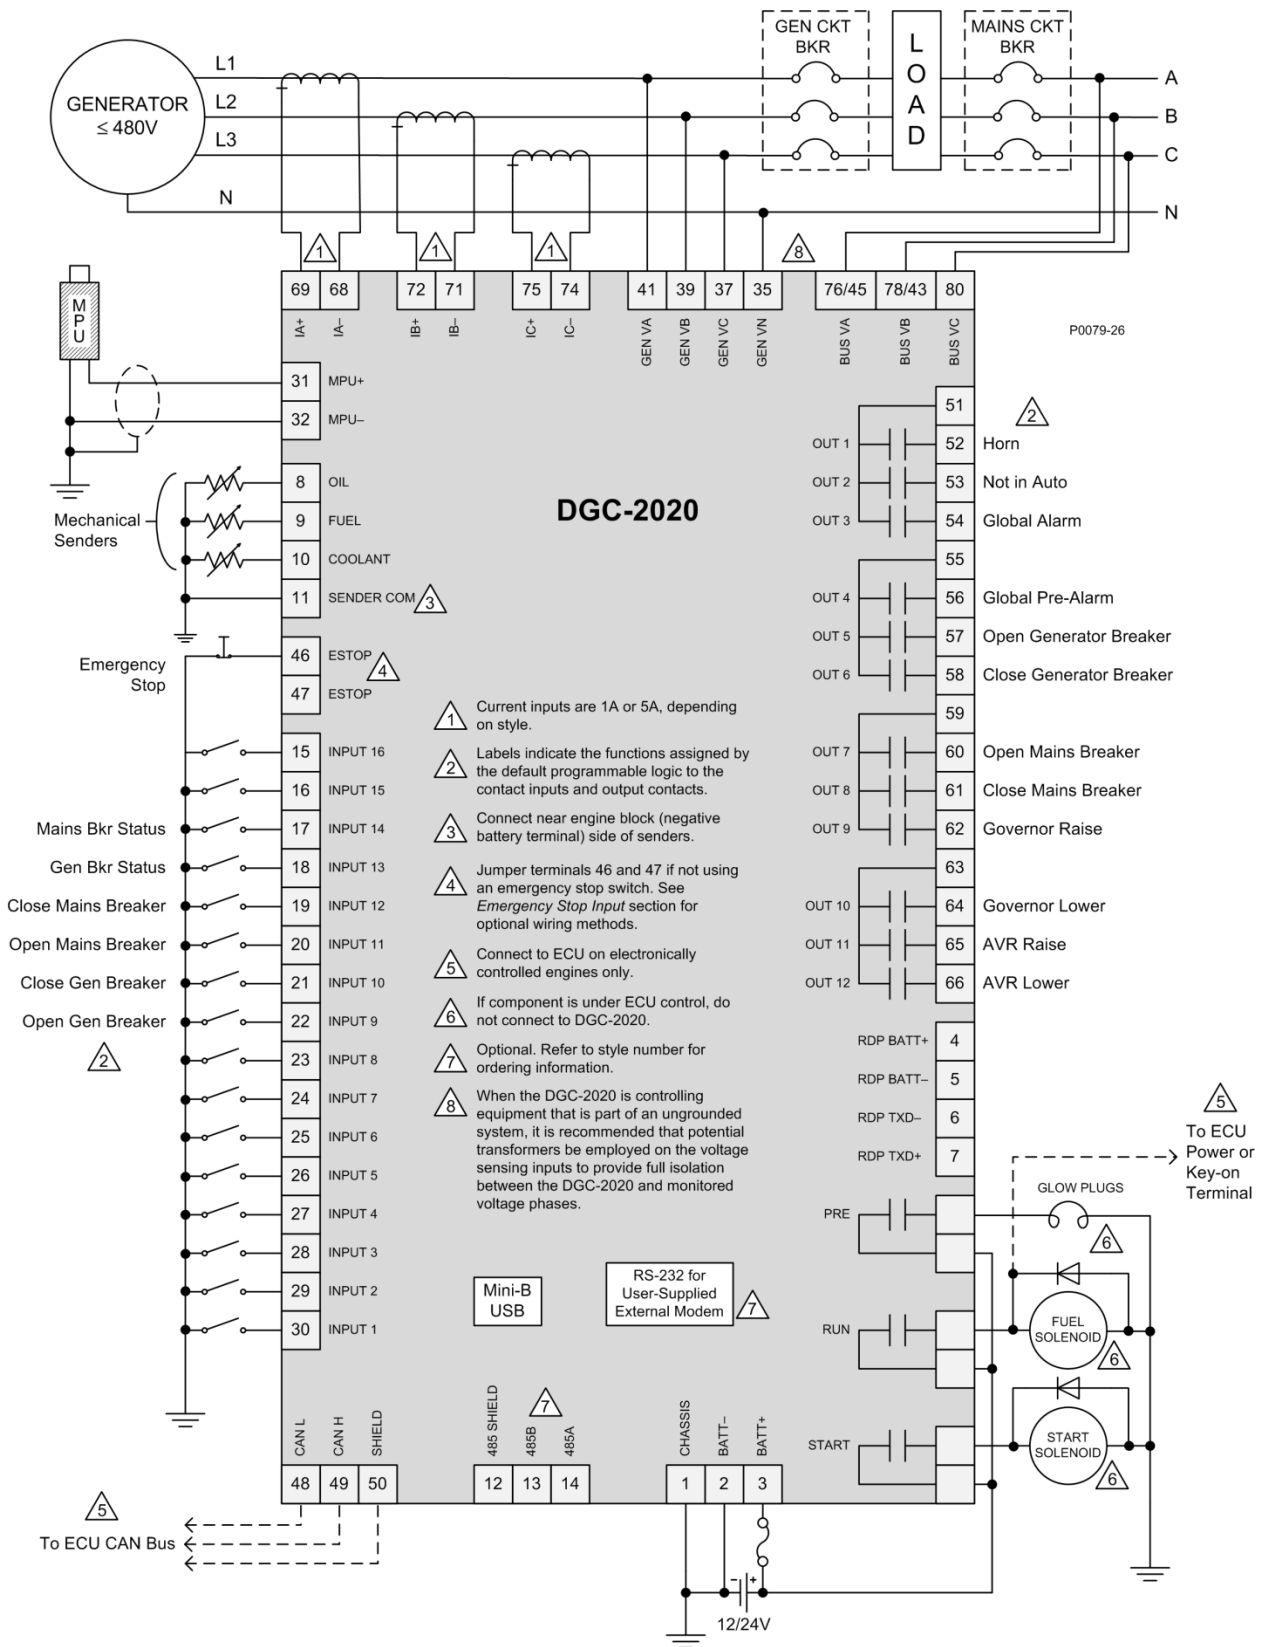 GEN CKT
BKR
LOAD
MAINS CKT
BKR
GENERATOR
≤ 480V
L1
L2
L3
N
A
B
C
N
1
1
1
8
69
68
72
71
75
74
41
39
37
35
76/45
78/43
80
IA+
IA–
IB+
IB–
IC+
IC–
GEN VA
GEN VB
GEN VC
GEN VN
BUS VA
BUS VB
BUS VC
P0079-26
MPU
31 MPU+
32 MPU–
Mechanical
Senders
8 OIL
9 FUEL
10 COOLANT
11 SENDER COM 3
Emergency
Stop
46 ESTOP 4
47 ESTOP
15 INPUT 16
16 INPUT 15
Mains Bkr Status 17 INPUT 14
Gen Bkr Status 18 INPUT 13
Close Mains Breaker 19 INPUT 12
Open Mains Breaker 20 INPUT 11
Close Gen Breaker 21 INPUT 10
Open Gen Breaker 22 INPUT 9
2
23 INPUT 8
24 INPUT 7
25 INPUT 6
26 INPUT 5
27 INPUT 4
28 INPUT 3
29 INPUT 2
30 INPUT 1
DGC-2020
1 Current inputs are 1A or 5A, depending
on style.
2 Labels indicate the functions assigned by
the default programmable logic to the
contact inputs and output contacts.
3 Connect near engine block (negative
battery terminal) side of senders.
4 Jumper terminals 46 and 47 if not using
an emergency stop switch. See
Emergency Stop Input section for
optional wiring methods.
5 Connect to ECU on electronically
controlled engines only.
6 If component is under ECU control, do
not connect to DGC-2020.
7 Optional. Refer to style number for
ordering information.
8 When the DGC-2020 is controlling
equipment that is part of an ungrounded
system, it is recommended that potential
transformers be employed on the voltage
sensing inputs to provide full isolation
between the DGC-2020 and monitored
voltage phases.
51
2
OUT 1 52 Horn
OUT 2 53 Not in Auto
OUT 3 54 Global Alarm
55
OUT 4 56 Global Pre-Alarm
OUT 5 57 Open Generator Breaker
OUT 6 58 Close Generator Breaker
59
OUT 7 60 Open Mains Breaker
OUT 8 61 Close Mains Breaker
OUT 9 62 Governor Raise
63
OUT 10 64 Governor Lower
OUT 11 65 AVR Raise
OUT 12 66 AVR Lower
RDP BATT+ 4
RDP BATT– 5
RDP TXD– 6
RDP TXD+ 7
5
To ECU
Power or
Key-on
Terminal
PRE
GLOW PLUGS
6
RUN
FUEL
SOLENOID
6
START
START
SOLENOID
6
Mini-B
USB
RS-232 for
User-Supplied
External Modem
7
CAN L
CAN H
SHIELD
485 SHIELD
485B
485A
7
CHASSIS
BATT–
BATT+
48
49
50
12
13
14
1
2
3
5
To ECU CAN Bus
- +
12/24V